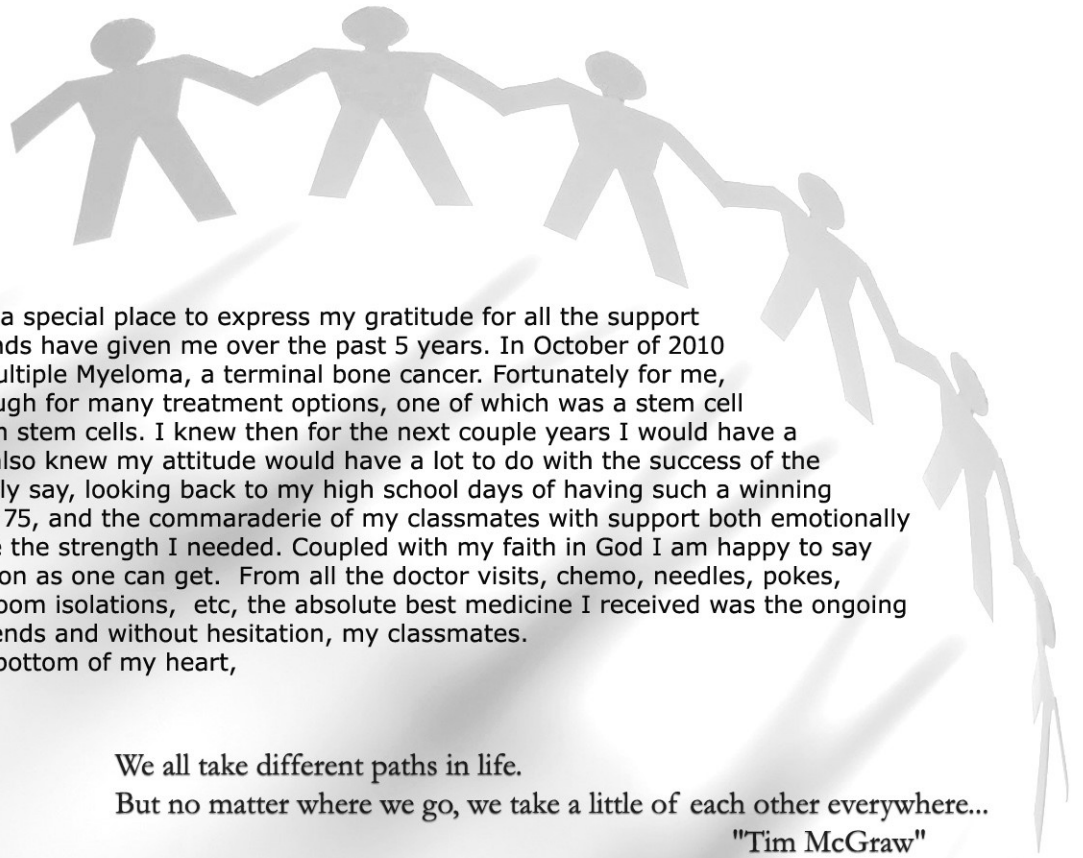 a special place to express my gratitude for all the support
nds have given me over the past 5 years. In October of 2010
ultiple Myeloma, a terminal bone cancer. Fortunately for me,
ugh for many treatment options, one of which was a stem cell
n stem cells. I knew then for the next couple years I would have a
also knew my attitude would have a lot to do with the success of the
ly say, looking back to my high school days of having such a winning
75, and the commaraderie of my classmates with support both emotionally
e the strength I needed. Coupled with my faith in God I am happy to say
on as one can get. From all the doctor visits, chemo, needles, pokes,
oom isolations, etc, the absolute best medicine I received was the ongoing
ends and without hesitation, my classmates.
bottom of my heart,
We all take different paths in life.
But no matter where we go, we take a little of each other everywhere...
"Tim McGraw"